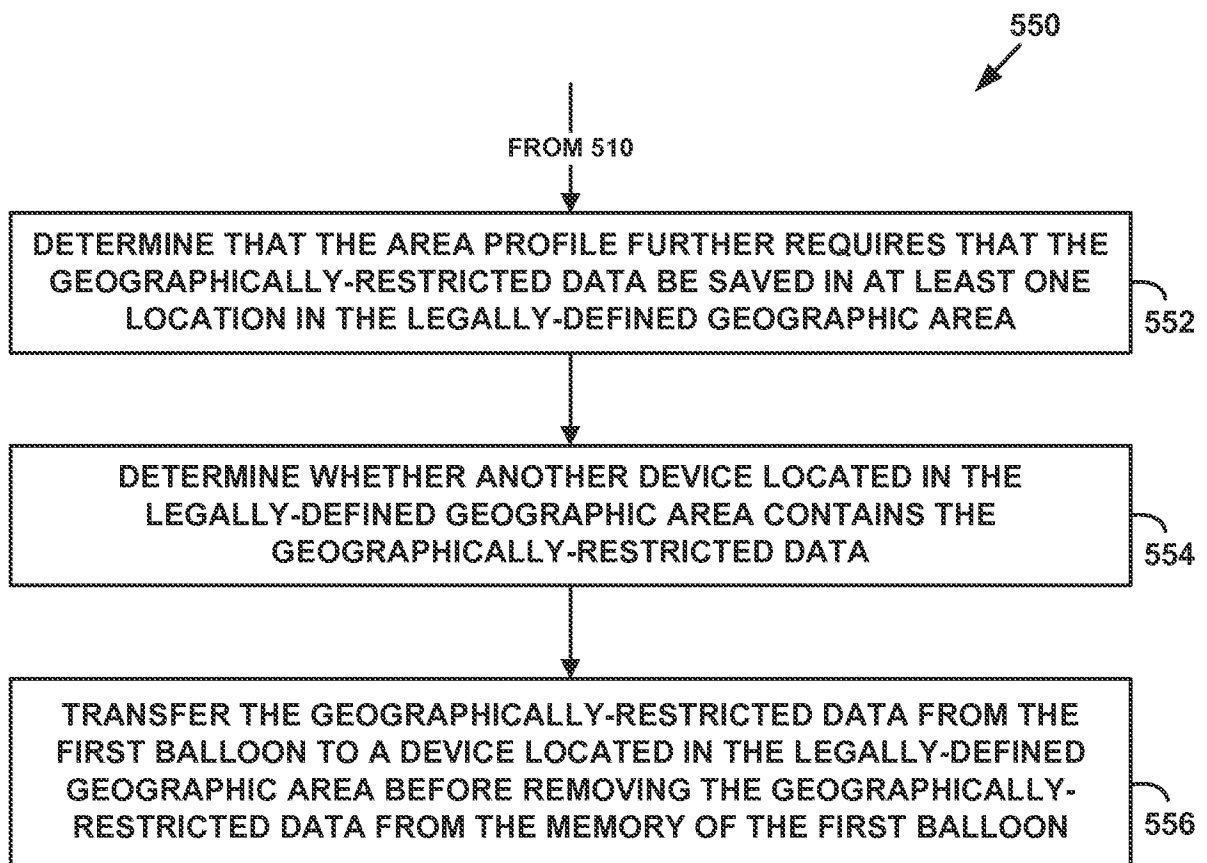 550
FROM 510
DETERMINE THAT THE AREA PROFILE FURTHER REQUIRES THAT THE
GEOGRAPHICALLY-RESTRICTED DATA BE SAVED IN AT LEAST ONE
LOCATION IN THE LEGALLY-DEFINED GEOGRAPHIC AREA
552
DETERMINE WHETHER ANOTHER DEVICE LOCATED IN THE
LEGALLY-DEFINED GEOGRAPHIC AREA CONTAINS THE
GEOGRAPHICALLY-RESTRICTED DATA
554
TRANSFER THE GEOGRAPHICALLY-RESTRICTED DATA FROM THE
FIRST BALLOON TO A DEVICE LOCATED IN THE LEGALLY-DEFINED
GEOGRAPHIC AREA BEFORE REMOVING THE GEOGRAPHICALLY-
RESTRICTED DATA FROM THE MEMORY OF THE FIRST BALLOON
556